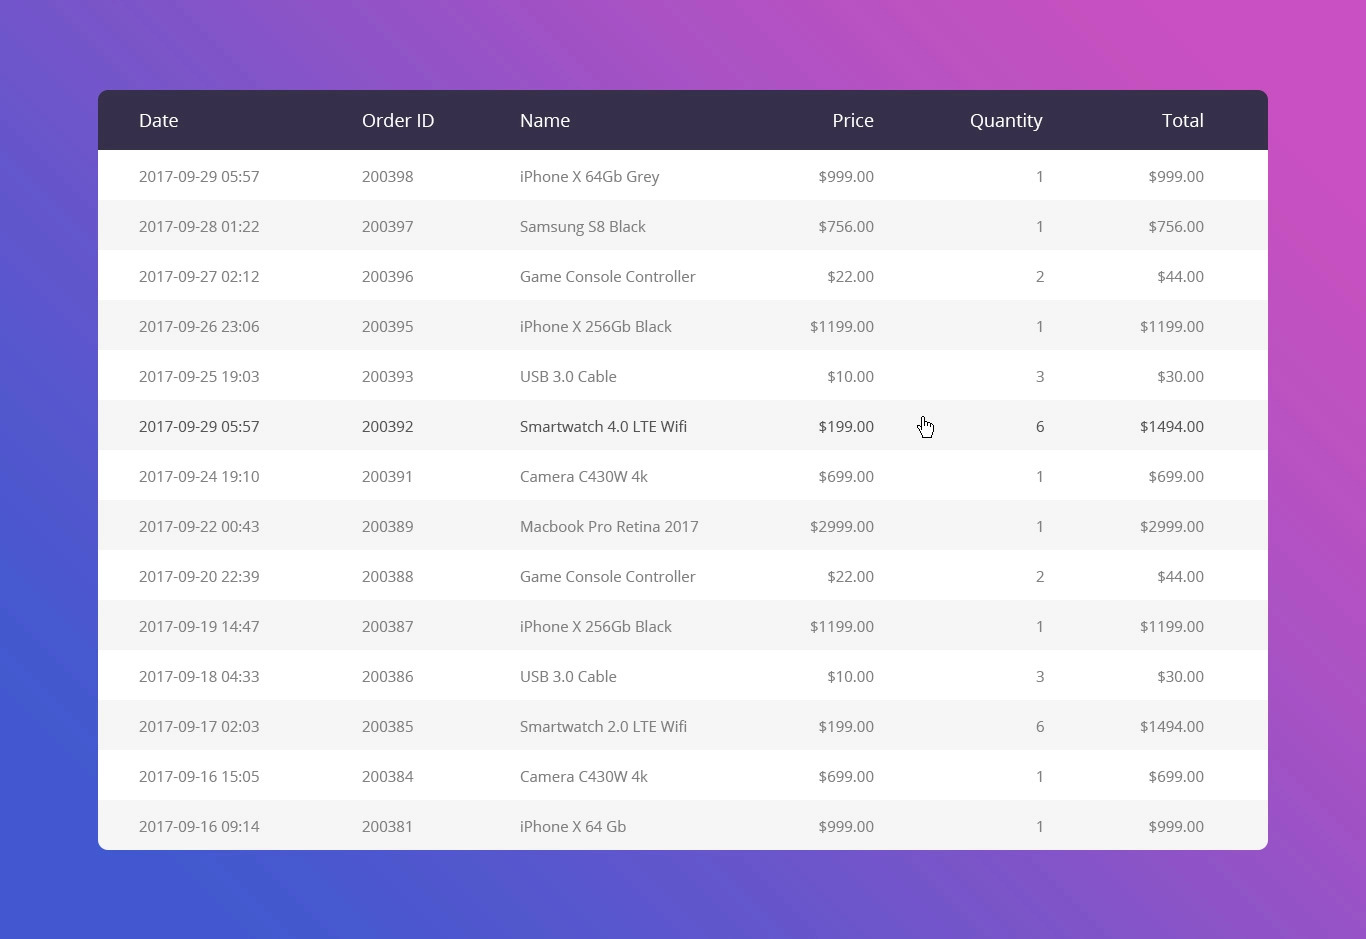 Date Order ID Name Price Quantity Total
2017-09-29 05:57 200398 iPhone X 64Gb Grey $999.00 1 $999.00
2017-09-28 01:22 200397 Samsung S8 Black $756.00 1 $756.00
2017-09-27 02:12 200396 Game Console Controller $22.00 2 $44.00
2017-09-26 23:06 200395 iPhone X 256Gb Black $1199.00 1 $1199.00
2017-09-25 19:03 200393 USB 3.0 Cable $10.00 3 $30.00
2017-09-29 05:57 200392 Smartwatch 4.0 LTE Wifi $199.00 6 $1494.00
2017-09-24 19:10 200391 Camera C430W 4k $699.00 1 $699.00
2017-09-22 00:43 200389 Macbook Pro Retina 2017 $2999.00 1 $2999.00
2017-09-20 22:39 200388 Game Console Controller $22.00 2 $44.00
2017-09-19 14:47 200387 iPhone X 256Gb Black $1199.00 1 $1199.00
2017-09-18 04:33 200386 USB 3.0 Cable $10.00 3 $30.00
2017-09-17 02:03 200385 Smartwatch 2.0 LTE Wifi $199.00 6 $1494.00
2017-09-16 15:05 200384 Camera C430W 4k $699.00 1 $699.00
2017-09-16 09:14 200381 iPhone X 64 Gb $999.00 1 $999.00